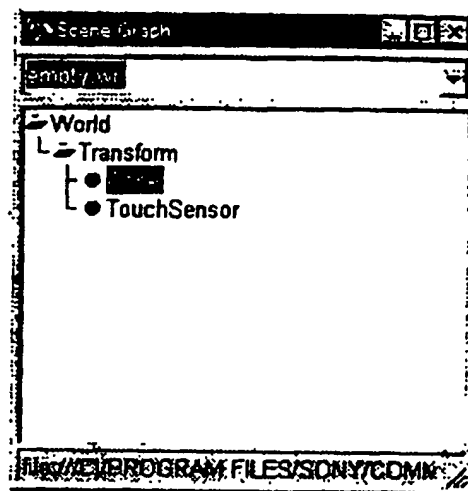 Scene Graph
empty.wrl
World
Transform
TouchSensor
file:///E|/PROGRAM FILES/SONY/COMM